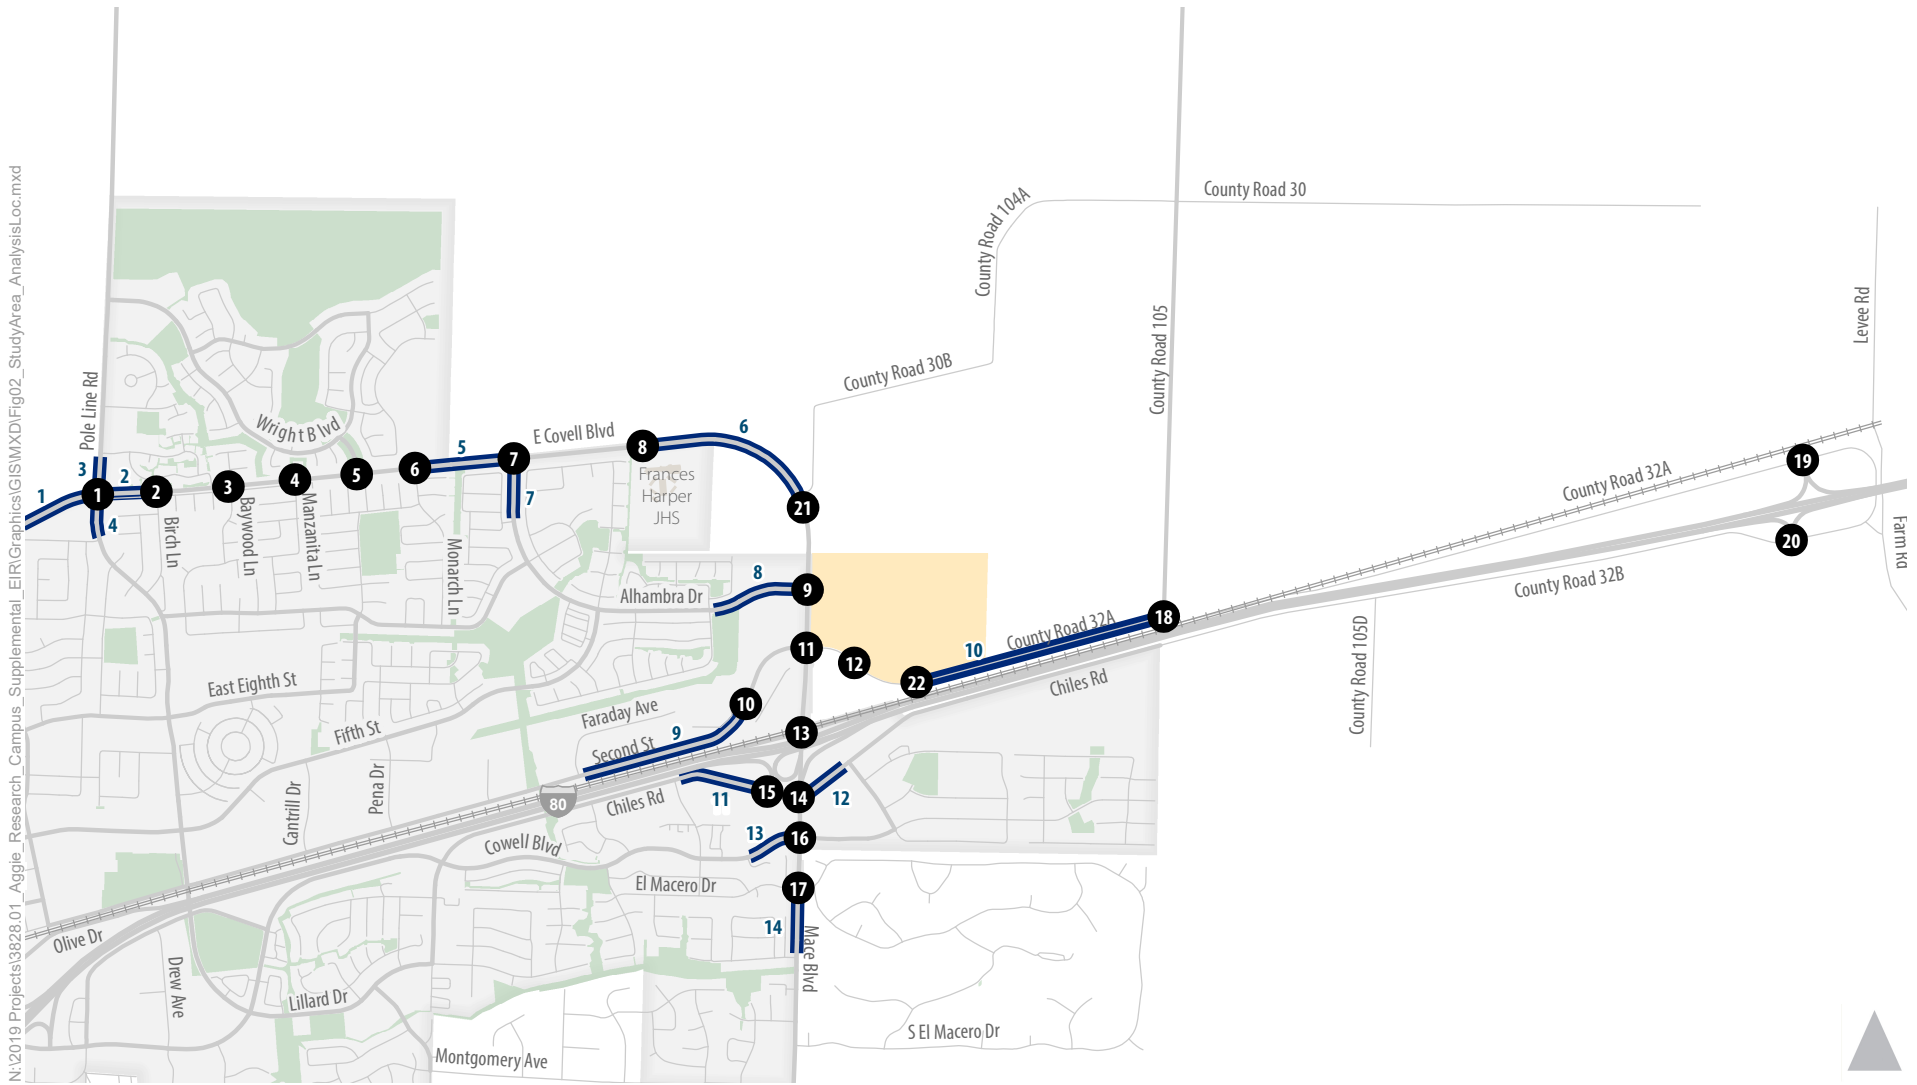 N:\2019 Projects\3828.01_Aggie_Research_Campus_Supplemental_EIR\Graphics\GIS\MXD\Fig02_StudyArea_AnalysisLoc.mxd
County Road 30
County Road 104A
County Road 30B
County Road 105
Levee Rd
Pole Line Rd
Wright Blvd
E Covell Blvd
Frances
Harper
JHS
County Road 32A
County Road 32B
Farm Rd
Birch Ln
Baywood Ln
Manzanita Ln
Monarch Ln
Alhambra Dr
County Road 32A
County Road 105D
Chiles Rd
East Eighth St
Fifth St
Faraday Ave
Second St
Cantrill Dr
Pena Dr
80
Chiles Rd
Cowell Blvd
El Macero Dr
Mace Blvd
Olive Dr
Drew Ave
Lillard Dr
Montgomery Ave
S El Macero Dr
1
2
3
4
5
6
7
8
9
10
11
12
13
14
15
16
17
18
19
20
21
22
1
2
3
4
5
6
7
8
9
10
11
12
13
14